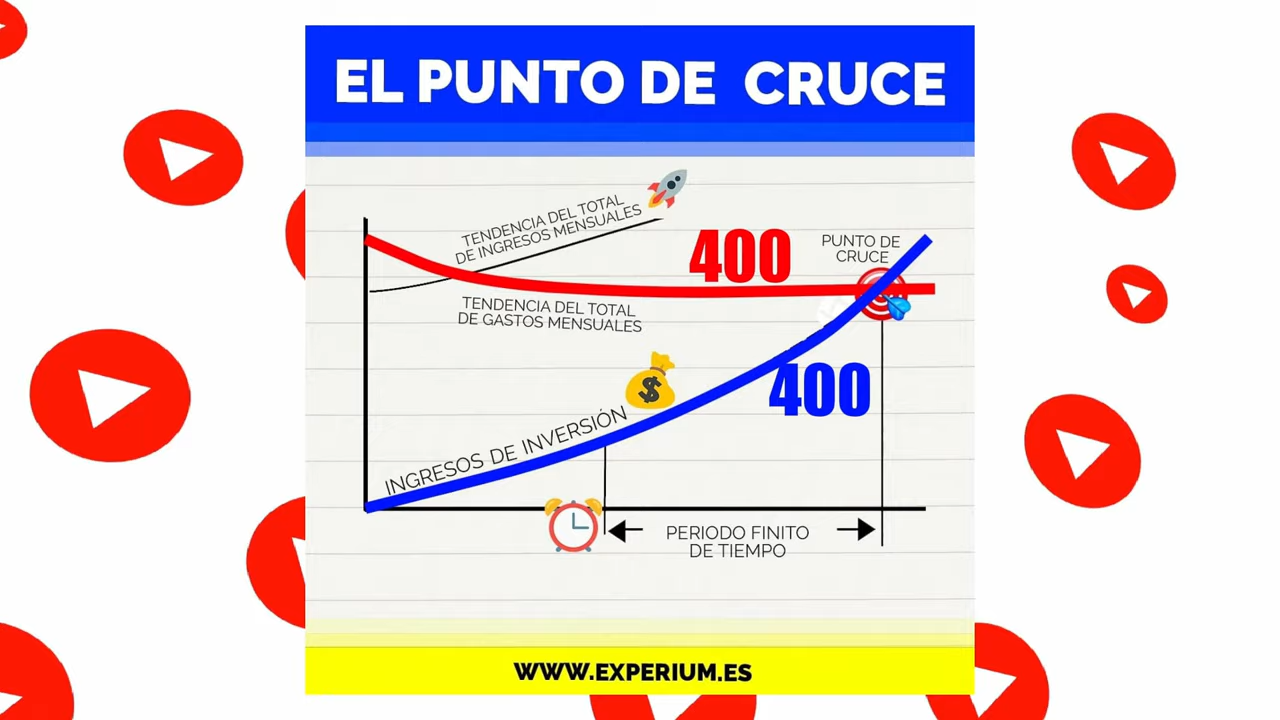 EL PUNTO DE CRUCE
TENDENCIA DEL TOTAL
DE INGRESOS MENSUALES
400
PUNTO DE
CRUCE
TENDENCIA DEL TOTAL
DE GASTOS MENSUALES
$
400
INGRESOS DE INVERSIÓN
PERIODO FINITO
DE TIEMPO
WWW.EXPERIUM.ES